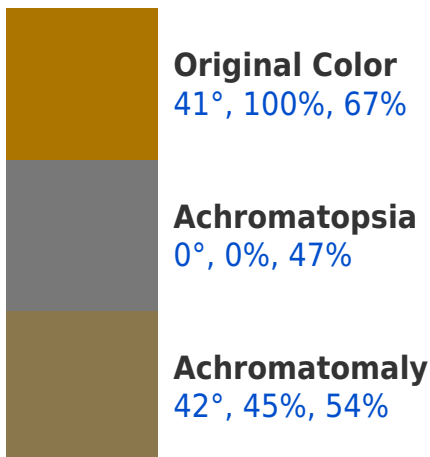 Original Color
41°, 100%, 67%
Achromatopsia
0°, 0%, 47%
Achromatomaly
42°, 45%, 54%